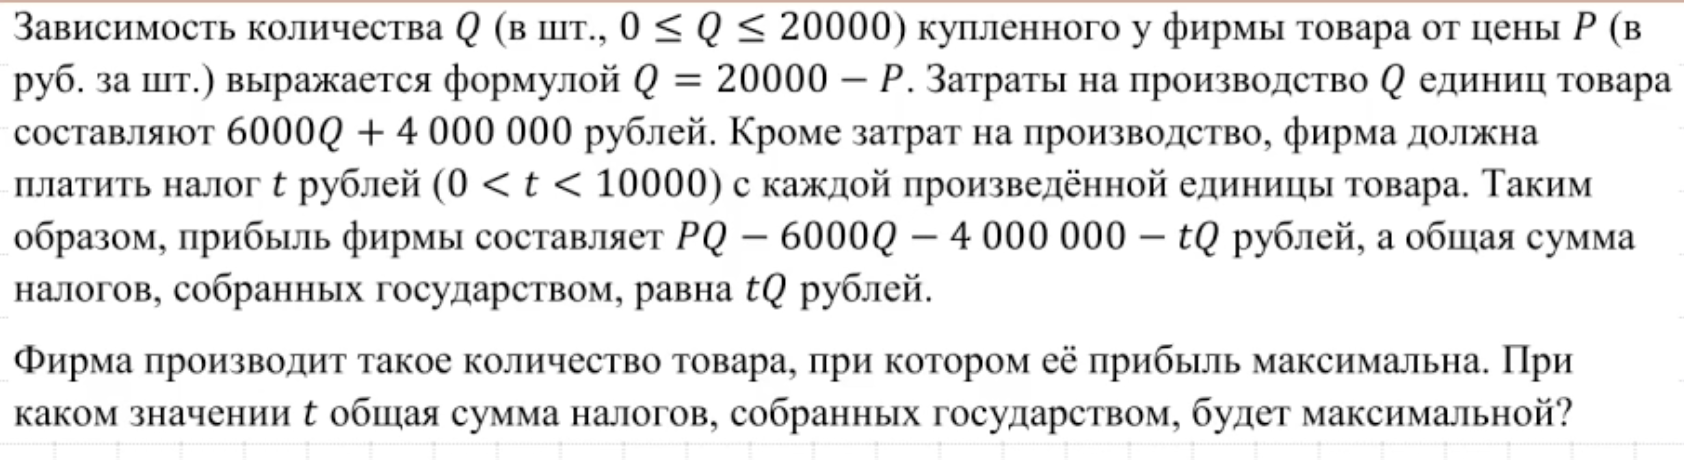 Зависимость количества Q (в шт., 0 ≤ Q ≤ 20000) купленного у фирмы товара от цены P (в
руб. за шт.) выражается формулой Q = 20000 − P. Затраты на производство Q единиц товара
составляют 6000Q + 4 000 000 рублей. Кроме затрат на производство, фирма должна
платить налог t рублей (0 < t < 10000) с каждой произведённой единицы товара. Таким
образом, прибыль фирмы составляет PQ − 6000Q − 4 000 000 − tQ рублей, а общая сумма
налогов, собранных государством, равна tQ рублей.
Фирма производит такое количество товара, при котором её прибыль максимальна. При
каком значении t общая сумма налогов, собранных государством, будет максимальной?